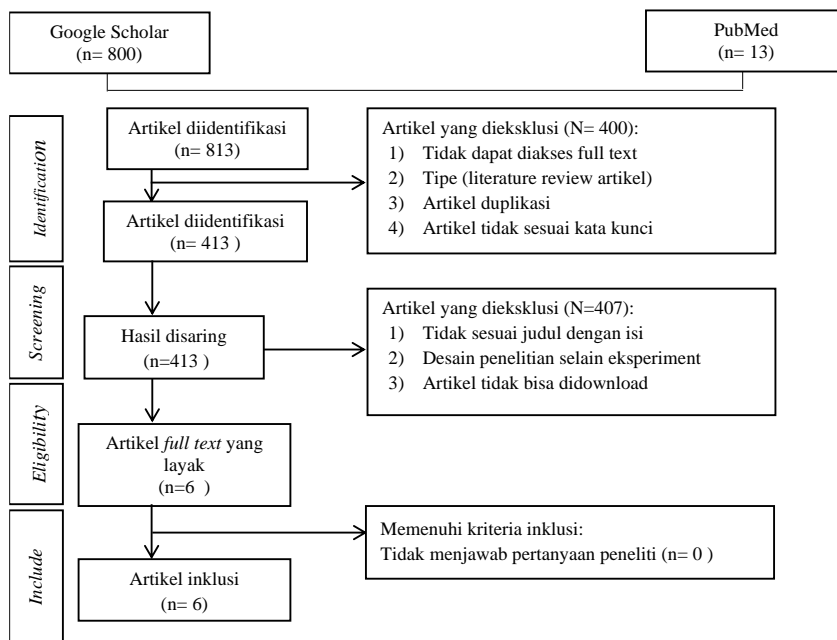 Google Scholar
(n= 800)
PubMed
(n= 13)
Identification
Artikel diidentifikasi
(n= 813)
Artikel yang dieksklusi (N= 400):
1) Tidak dapat diakses full text
2) Tipe (literature review artikel)
3) Artikel duplikasi
4) Artikel tidak sesuai kata kunci
Artikel diidentifikasi
(n= 413 )
Screening
Hasil disaring
(n=413 )
Artikel yang dieksklusi (N=407):
1) Tidak sesuai judul dengan isi
2) Desain penelitian selain eksperiment
3) Artikel tidak bisa didownload
Eligibility
Artikel full text yang
layak
(n=6 )
Memenuhi kriteria inklusi:
Tidak menjawab pertanyaan peneliti (n= 0 )
Include
Artikel inklusi
(n= 6)